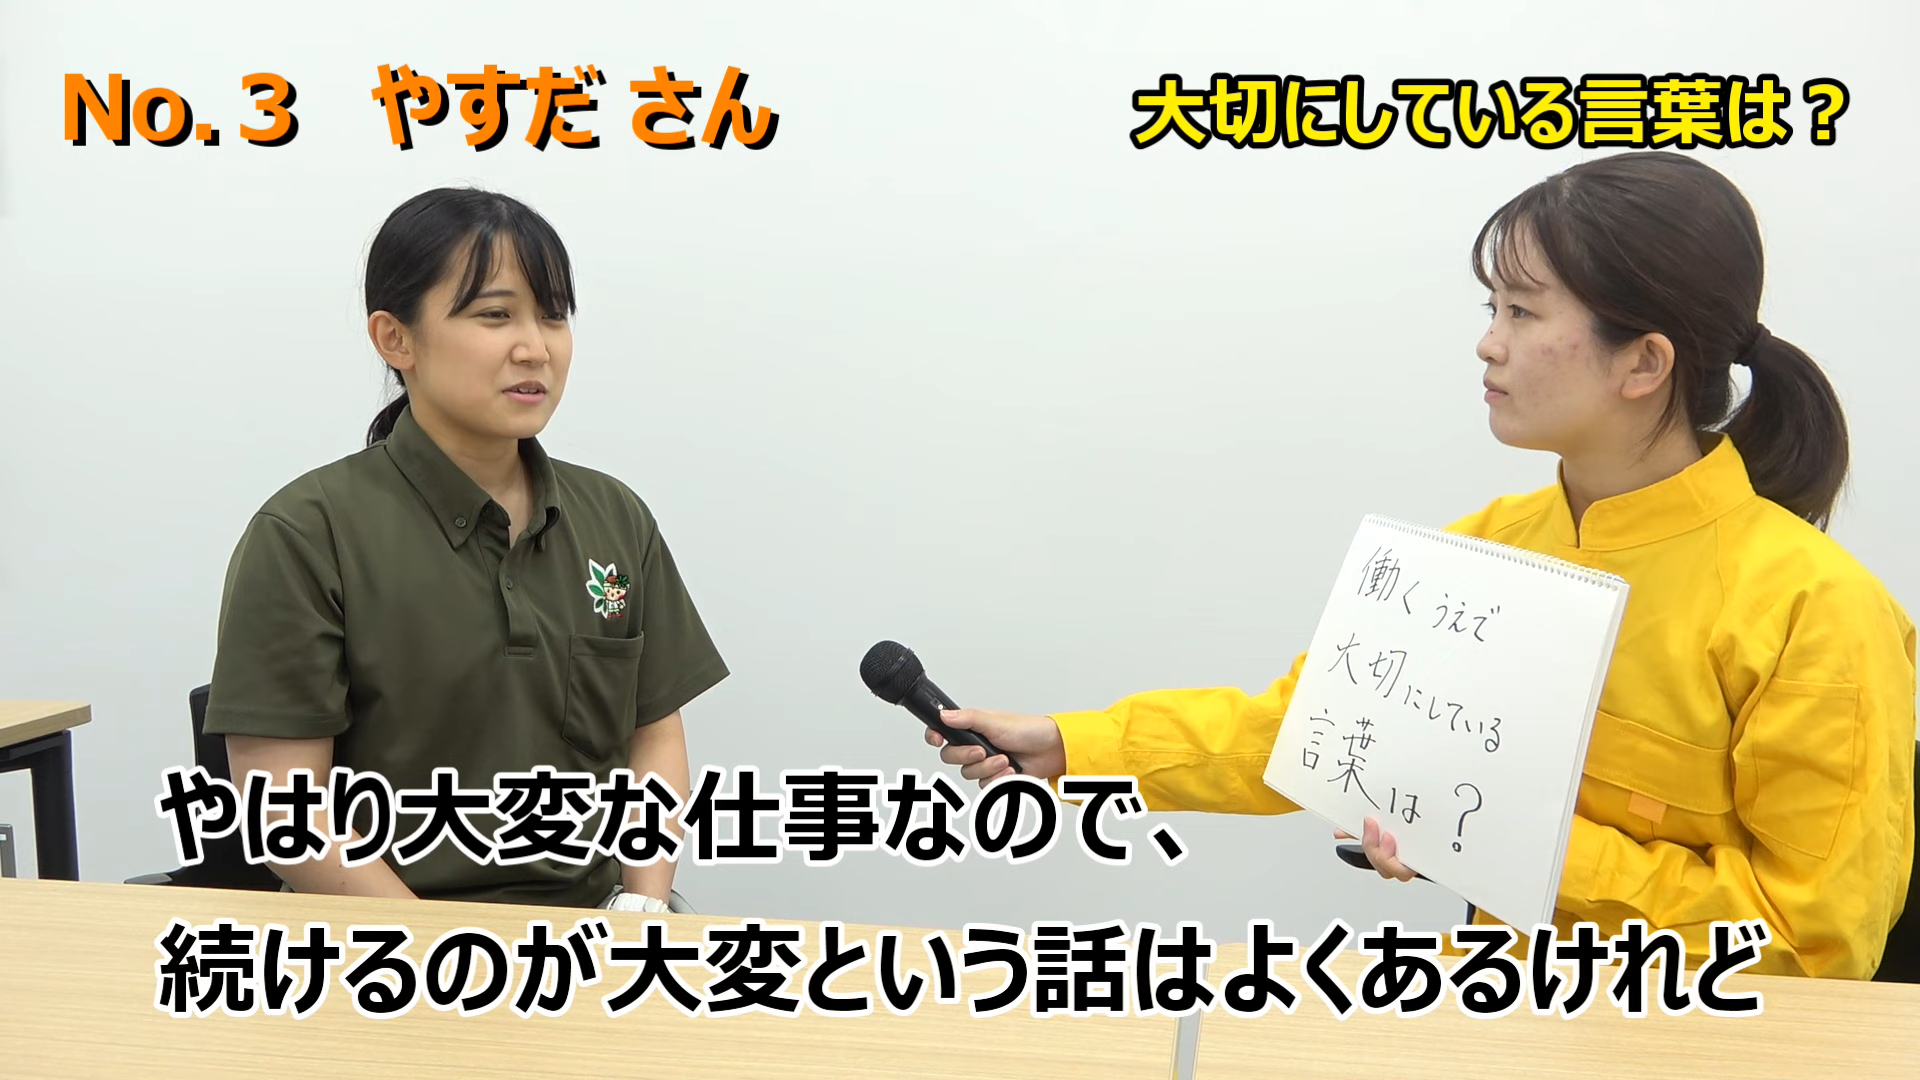 No. 3 やすだ さん
大切にしている言葉は？
働くうえで
大切にしている
言葉は？
やはり大変な仕事なので、
続けるのが大変という話はよくあるけれど